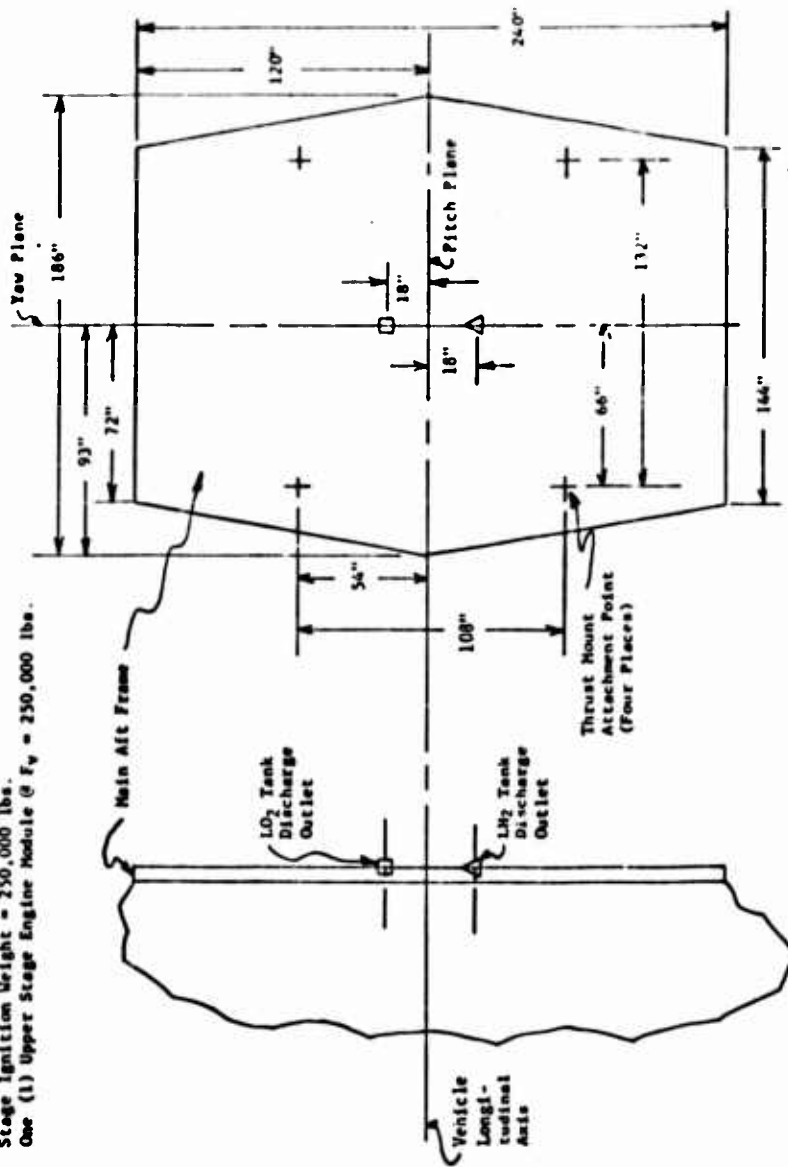 Stage Ignition Weight = 250,000 lbs.
One (1) Upper Stage Engine Module @ Fv = 250,000 lbs.
Main Aft Frame
Yaw Plane
186"
93"
72"
120"
240"
18"
Pitch Plane
18"
54"
108"
66"
132"
144"
LO2 Tank
Discharge
Outlet
LH2 Tank
Discharge
Outlet
Thrust Mount
Attachment Point
(Four Places)
Vehicle
Longi-
tudinal
Axis